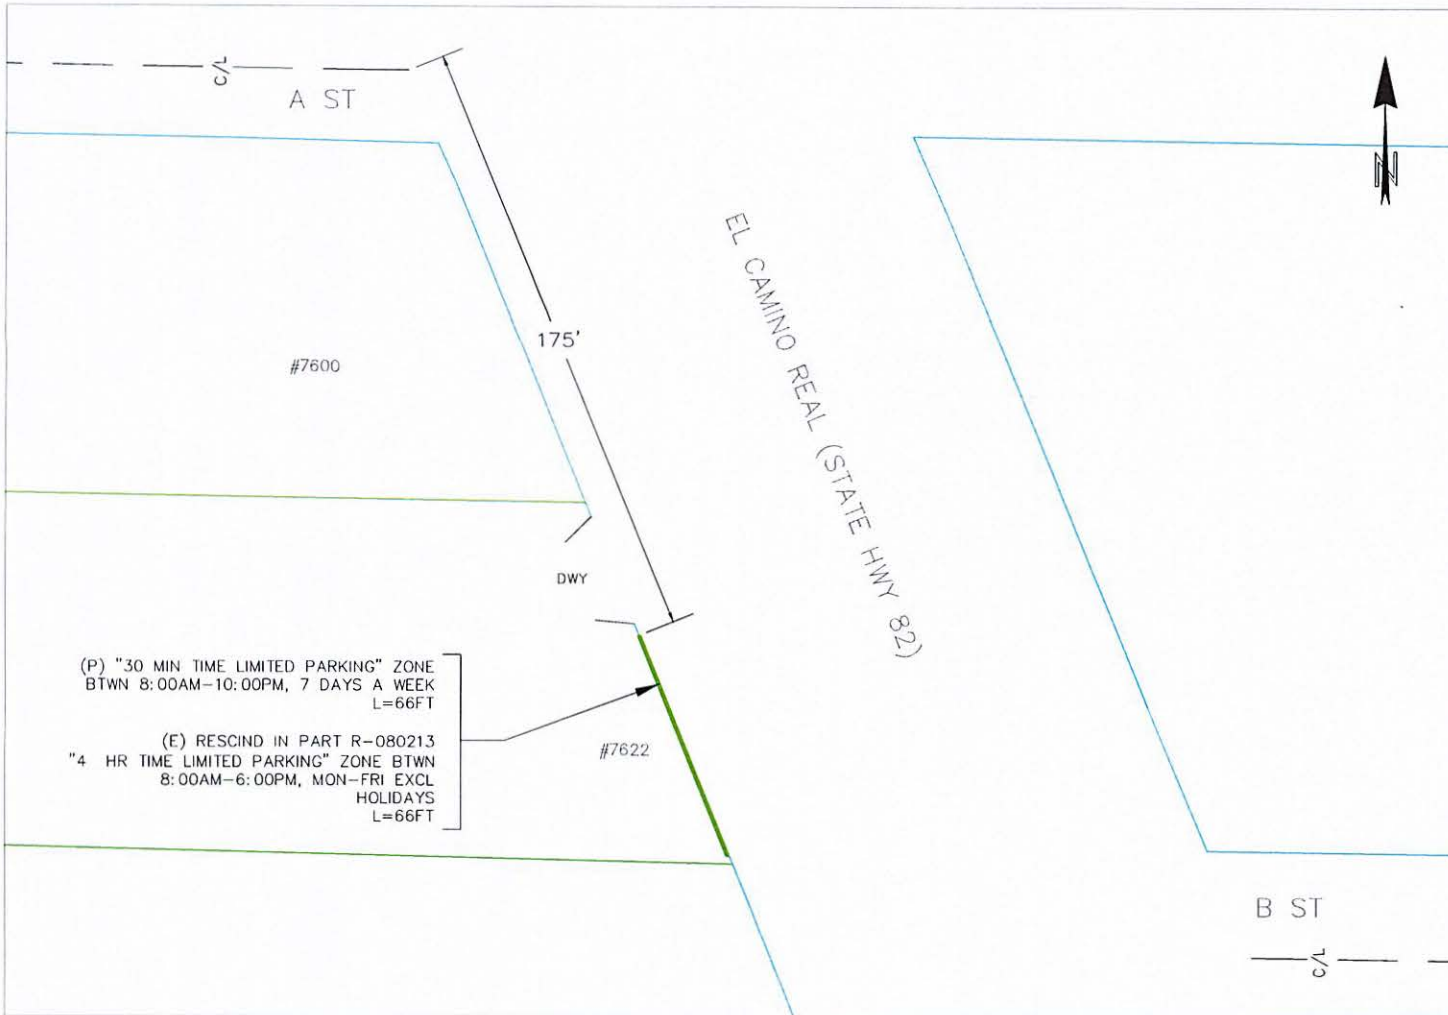 C/L
A ST
N
175'
#7600
EL CAMINO REAL (STATE HWY 82)
DWY
(P) "30 MIN TIME LIMITED PARKING" ZONE
BTWN 8:00AM-10:00PM, 7 DAYS A WEEK
L=66FT
(E) RESCIND IN PART R-080213
"4 HR TIME LIMITED PARKING" ZONE BTWN
8:00AM-6:00PM, MON-FRI EXCL
HOLIDAYS
L=66FT
#7622
B ST
C/L